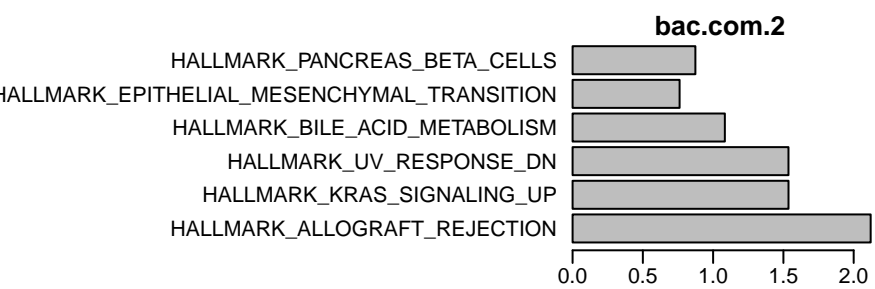 bac.com.2
HALLMARK_PANCREAS_BETA_CELLS
HALLMARK_EPITHELIAL_MESENCHYMAL_TRANSITION
HALLMARK_BILE_ACID_METABOLISM
HALLMARK_UV_RESPONSE_DN
HALLMARK_KRAS_SIGNALING_UP
HALLMARK_ALLOGRAFT_REJECTION
0.0 0.5 1.0 1.5 2.0